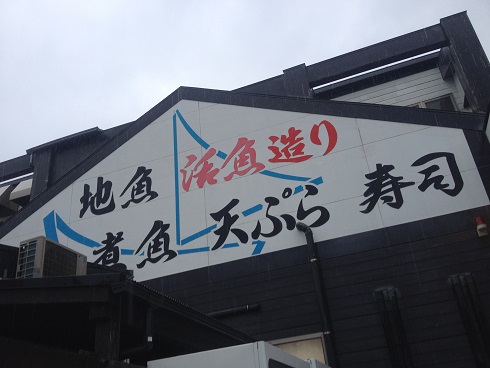 地魚 活魚造り
煮魚 天ぷら 寿司